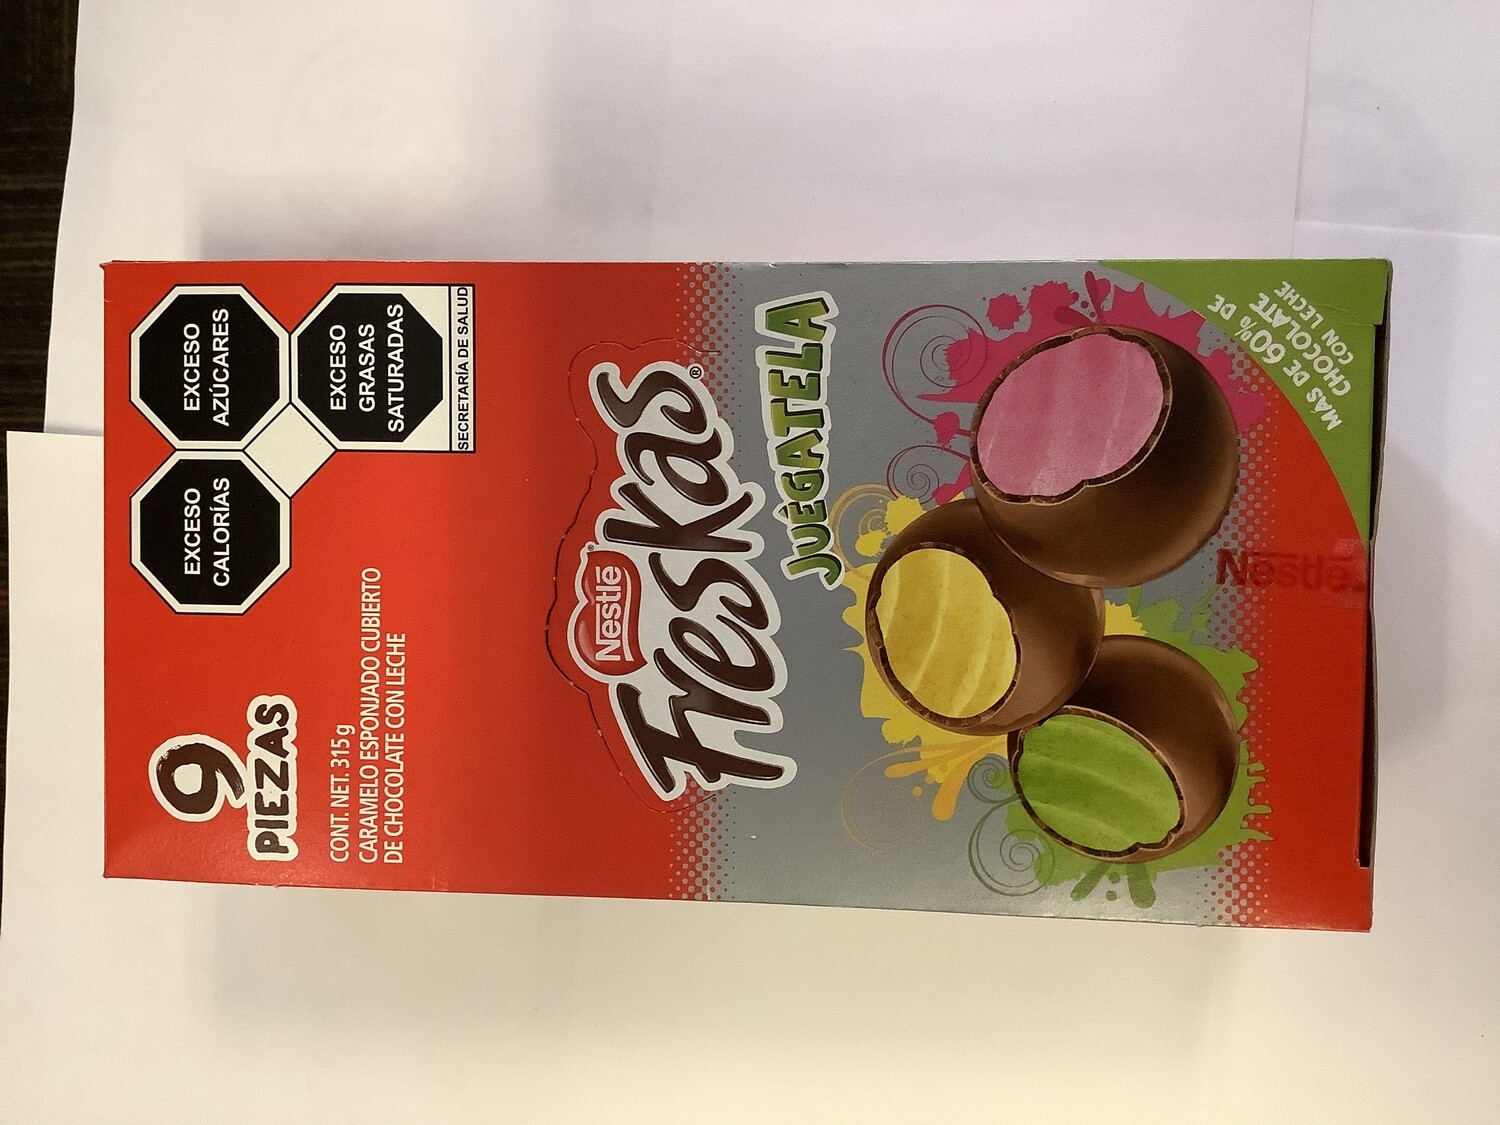 EXCESO
AZÚCARES
EXCESO
CALORÍAS
EXCESO
GRASAS
SATURADAS
SECRETARÍA DE SALUD
9
PIEZAS
CONT. NET. 315 g
CARAMELO ESPONJADO CUBIERTO
DE CHOCOLATE CON LECHE
Nestlé®
Freskas®
JUÉGATELA
MÁS DE 60% DE
CHOCOLATE
CON LECHE
Nestlé